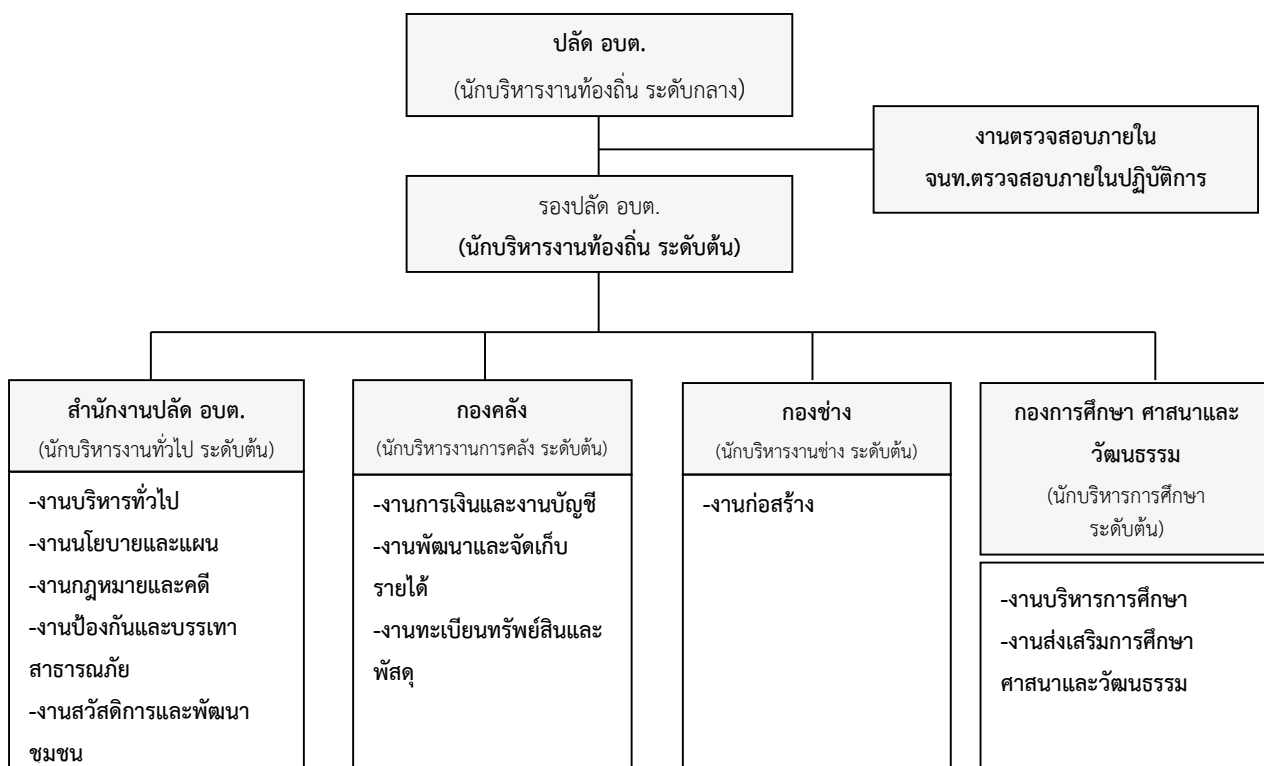 ปลัด อบต.
(นักบริหารงานท้องถิ่น ระดับกลาง)
งานตรวจสอบภายใน
จนท.ตรวจสอบภายในปฏิบัติการ
รองปลัด อบต.
(นักบริหารงานท้องถิ่น ระดับต้น)
สำนักงานปลัด อบต.
(นักบริหารงานทั่วไป ระดับต้น)
-งานบริหารทั่วไป
-งานนโยบายและแผน
-งานกฎหมายและคดี
-งานป้องกันและบรรเทา
สาธารณภัย
-งานสวัสดิการและพัฒนา
ชุมชน
กองคลัง
(นักบริหารงานการคลัง ระดับต้น)
-งานการเงินและงานบัญชี
-งานพัฒนาและจัดเก็บ
รายได้
-งานทะเบียนทรัพย์สินและ
พัสดุ
กองช่าง
(นักบริหารงานช่าง ระดับต้น)
-งานก่อสร้าง
กองการศึกษา ศาสนาและ
วัฒนธรรม
(นักบริหารการศึกษา
ระดับต้น)
-งานบริหารการศึกษา
-งานส่งเสริมการศึกษา
ศาสนาและวัฒนธรรม